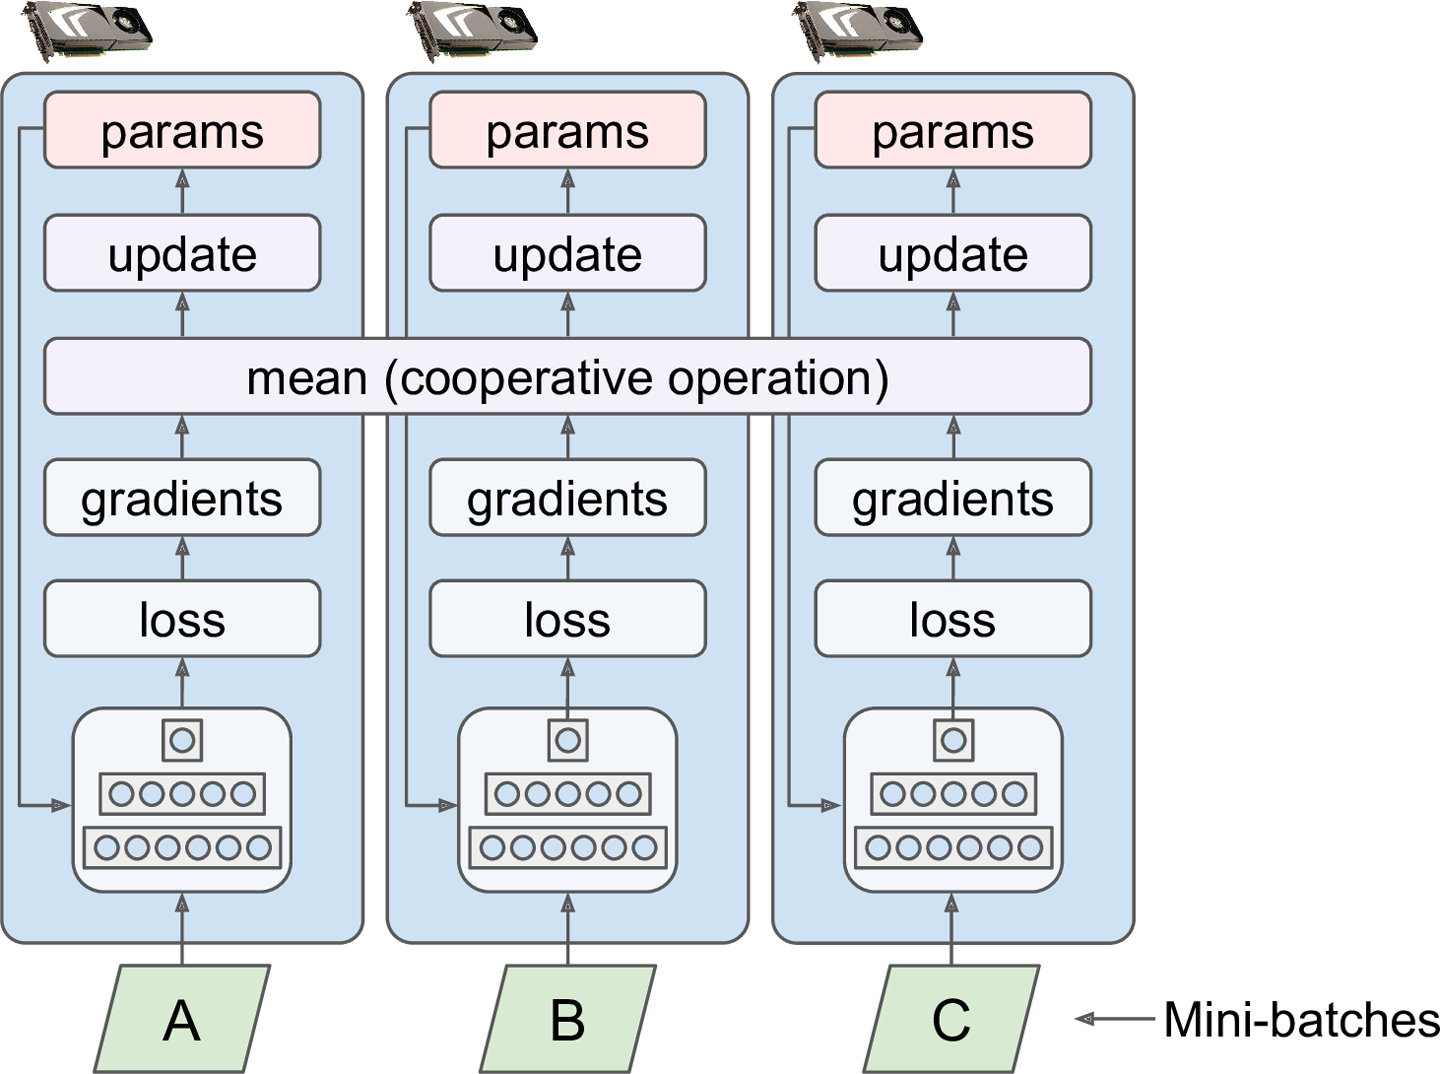 params params params
update update update
mean (cooperative operation)
gradients gradients gradients
loss loss loss
A B C Mini-batches